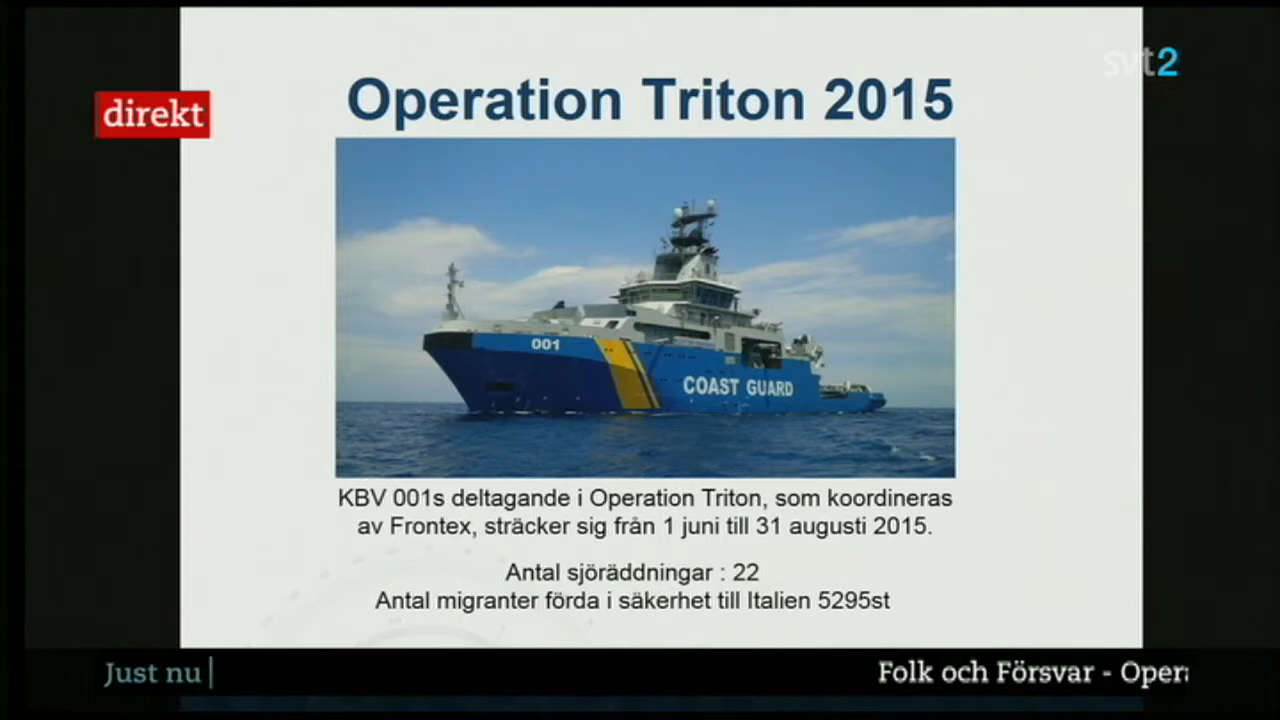 svt2
direkt
Operation Triton 2015
001
COAST GUARD
KBV 001s deltagande i Operation Triton, som koordineras
av Frontex, sträcker sig från 1 juni till 31 augusti 2015.
Antal sjöräddningar : 22
Antal migranter förda i säkerhet till Italien 5295st
Just nu
Folk och Försvar - Oper